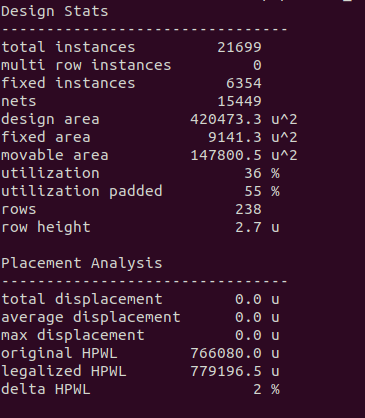 Design Stats
--------------------------------
total instances 21699
multi row instances 0
fixed instances 6354
nets 15449
design area 420473.3 u^2
fixed area 9141.3 u^2
movable area 147800.5 u^2
utilization 36 %
utilization padded 55 %
rows 238
row height 2.7 u
Placement Analysis
--------------------------------
total displacement 0.0 u
average displacement 0.0 u
max displacement 0.0 u
original HPWL 766080.0 u
legalized HPWL 779196.5 u
delta HPWL 2 %